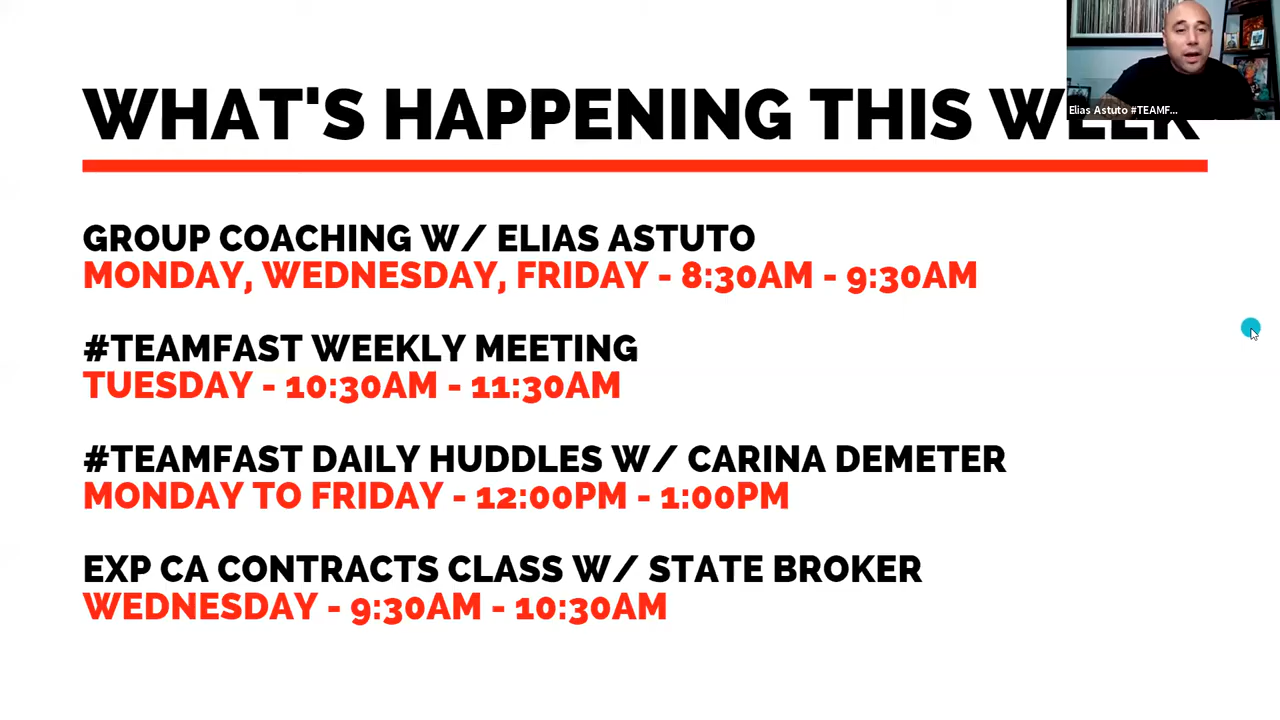 WHAT'S HAPPENING THIS WEEK
Elias Astuto #TEAMF...
GROUP COACHING W/ ELIAS ASTUTO
MONDAY, WEDNESDAY, FRIDAY - 8:30AM - 9:30AM
#TEAMFAST WEEKLY MEETING
TUESDAY - 10:30AM - 11:30AM
#TEAMFAST DAILY HUDDLES W/ CARINA DEMETER
MONDAY TO FRIDAY - 12:00PM - 1:00PM
EXP CA CONTRACTS CLASS W/ STATE BROKER
WEDNESDAY - 9:30AM - 10:30AM